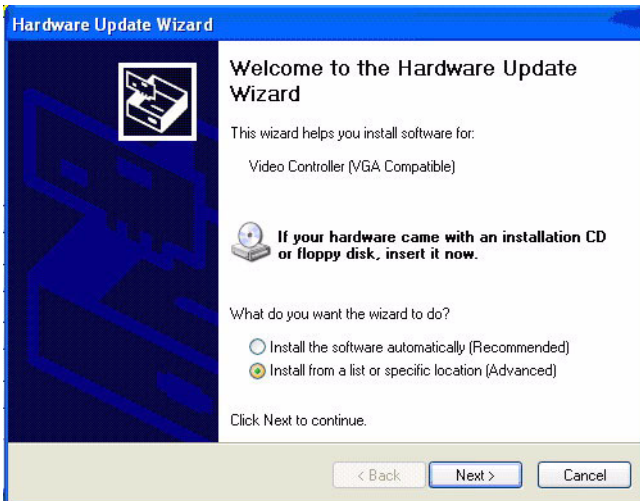 Hardware Update Wizard
Welcome to the Hardware Update
Wizard
This wizard helps you install software for:
Video Controller (VGA Compatible)
If your hardware came with an installation CD
or floppy disk, insert it now.
What do you want the wizard to do?
Install the software automatically (Recommended)
Install from a list or specific location (Advanced)
Click Next to continue.
< Back Next > Cancel